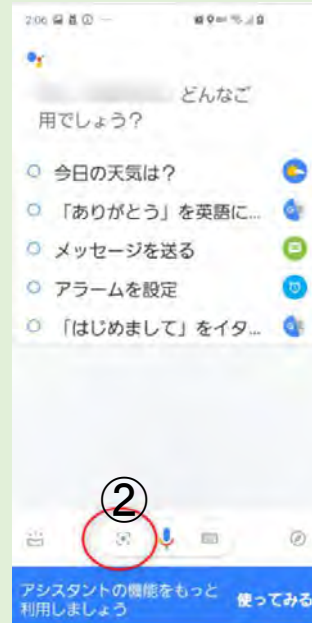 2:06
どんなご
用でしょう？
今日の天気は？
「ありがとう」を英語に...
メッセージを送る
アラームを設定
「はじめまして」をイタ...
②
アシスタントの機能をもっと
利用しましょう
使ってみる